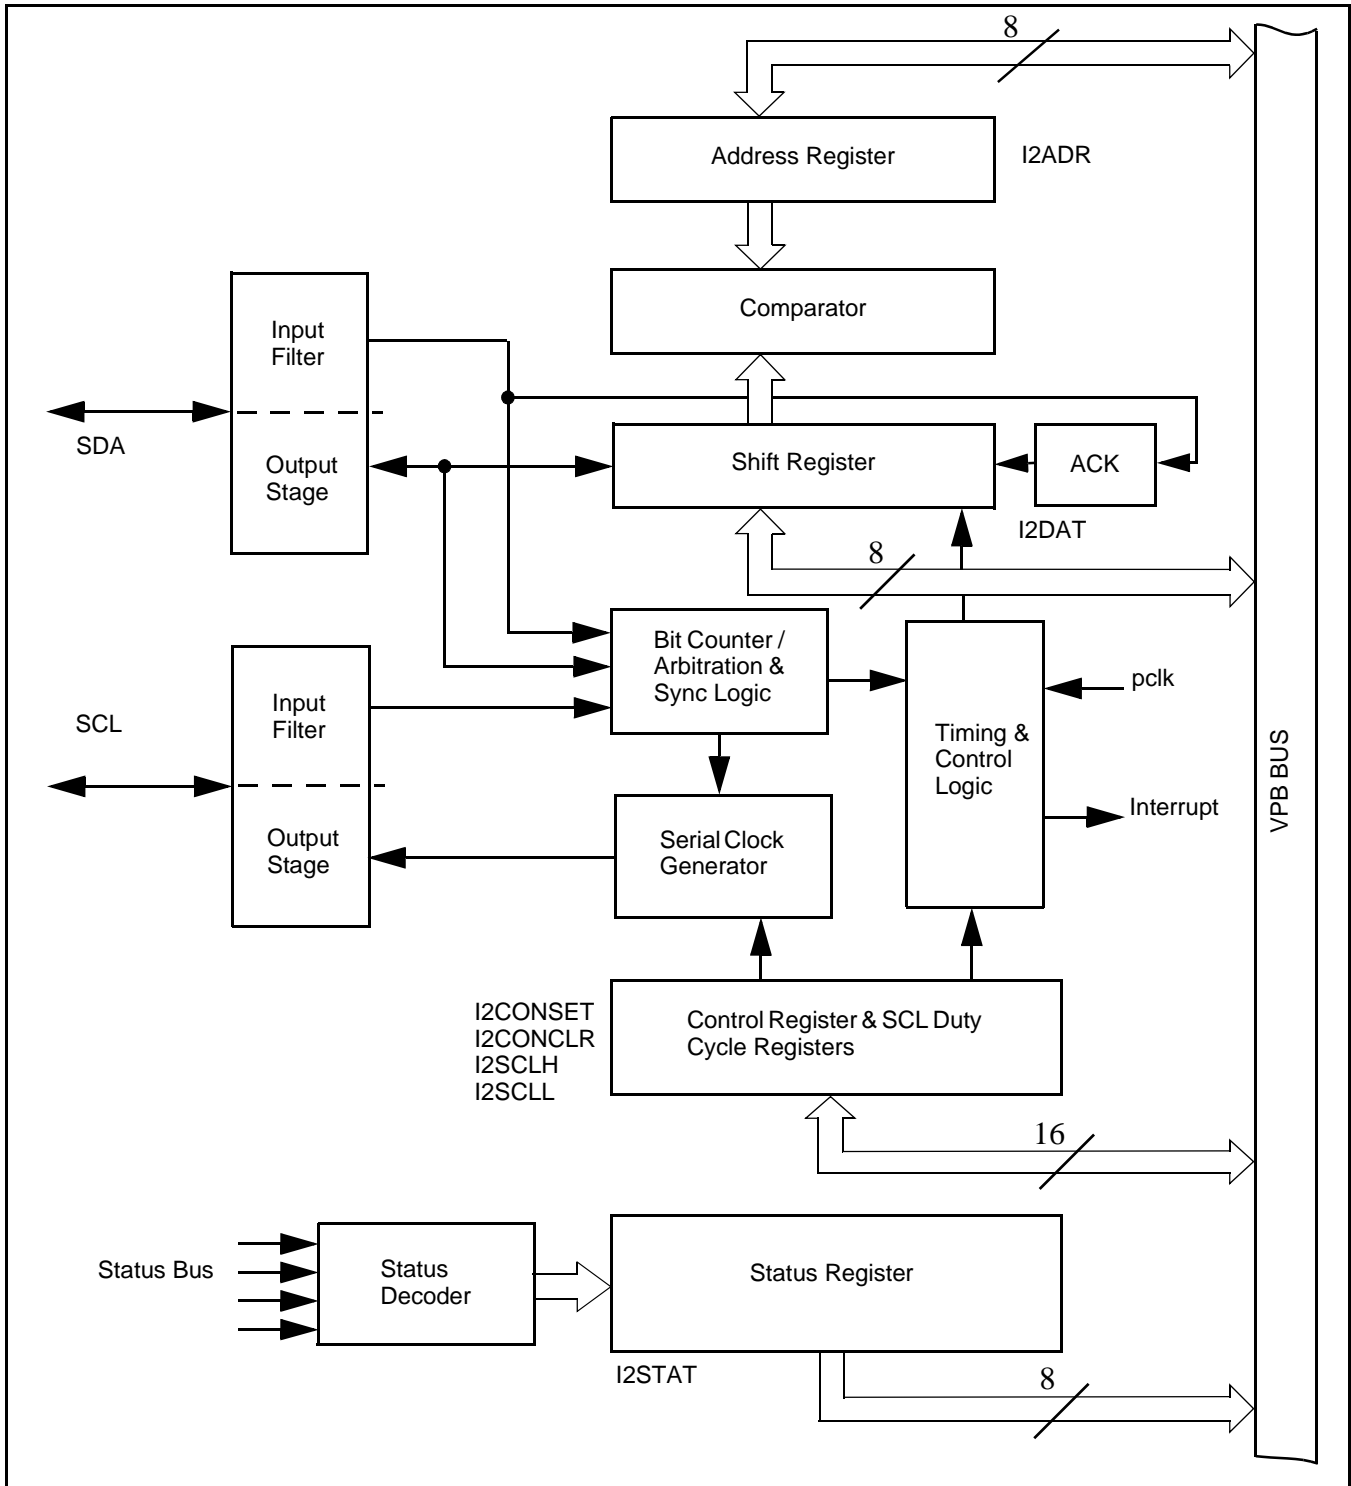 8
Address Register
I2ADR
Comparator
Input
Filter
SDA
Output
Stage
Shift Register
ACK
I2DAT
8
Bit Counter /
Arbitration &
Sync Logic
pclk
SCL
Input
Filter
Timing &
Control
Logic
VPB BUS
Interrupt
Output
Stage
Serial Clock
Generator
I2CONSET
I2CONCLR
I2SCLH
I2SCLL
Control Register & SCL Duty
Cycle Registers
16
Status Bus
Status
Decoder
Status Register
I2STAT
8